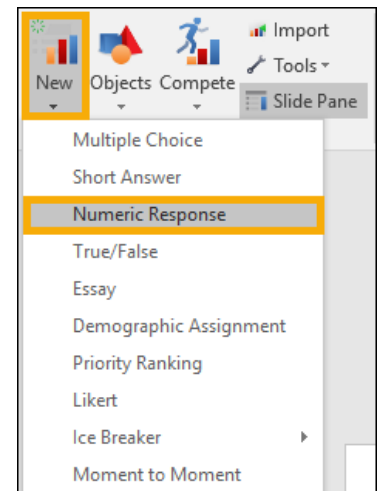 Import
Tools
New Objects Compete
Slide Pane
Multiple Choice
Short Answer
Numeric Response
True/False
Essay
Demographic Assignment
Priority Ranking
Likert
Ice Breaker
Moment to Moment